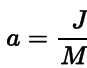 a = J/M